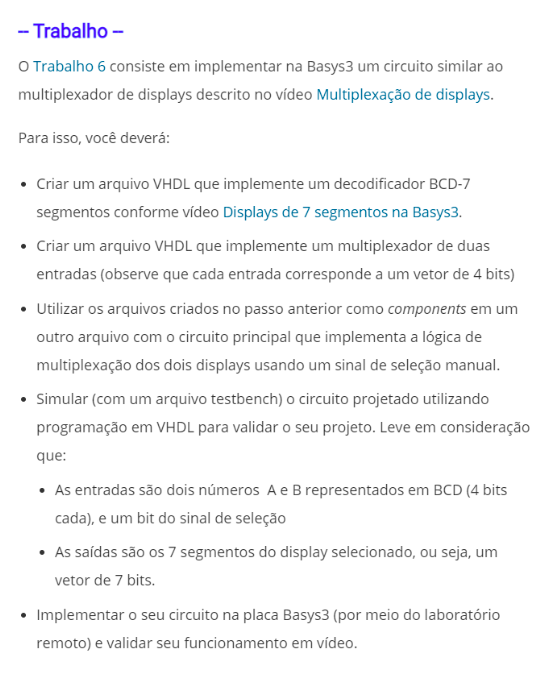 -- Trabalho --
O Trabalho 6 consiste em implementar na Basys3 um circuito similar ao
multiplexador de displays descrito no vídeo Multiplexação de displays.
Para isso, você deverá:
• Criar um arquivo VHDL que implemente um decodificador BCD-7
segmentos conforme vídeo Displays de 7 segmentos na Basys3.
• Criar um arquivo VHDL que implemente um multiplexador de duas
entradas (observe que cada entrada corresponde a um vetor de 4 bits)
• Utilizar os arquivos criados no passo anterior como components em um
outro arquivo com o circuito principal que implementa a lógica de
multiplexação dos dois displays usando um sinal de seleção manual.
• Simular (com um arquivo testbench) o circuito projetado utilizando
programação em VHDL para validar o seu projeto. Leve em consideração
que:
• As entradas são dois números A e B representados em BCD (4 bits
cada), e um bit do sinal de seleção
• As saídas são os 7 segmentos do display selecionado, ou seja, um
vetor de 7 bits.
• Implementar o seu circuito na placa Basys3 (por meio do laboratório
remoto) e validar seu funcionamento em vídeo.